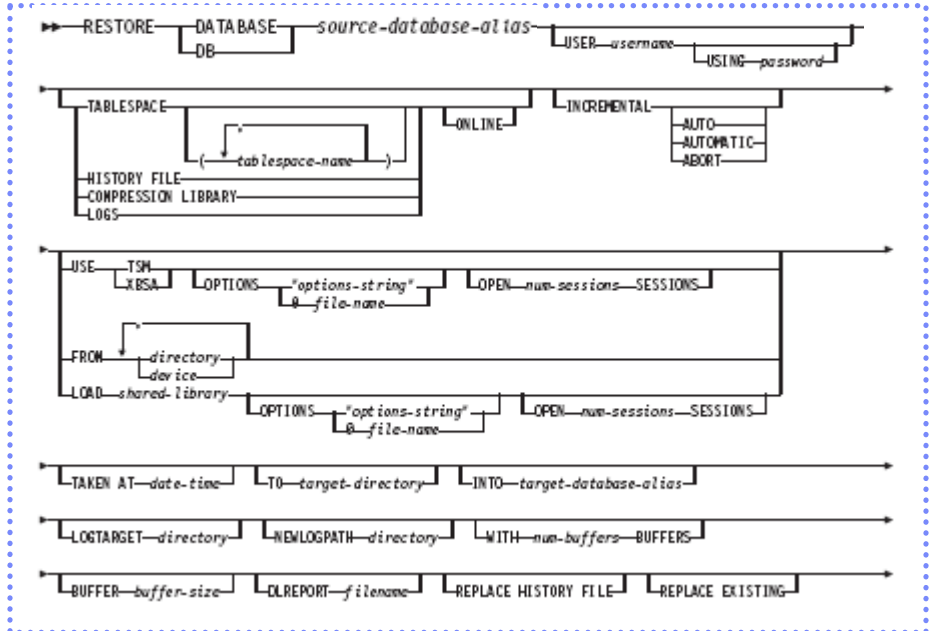 RESTORE DATABASE source-database-alias
DB
USER username
USING password
TABLESPACE
,
( tablespace-name )
ONLINE
HISTORY FILE
COMPRESSION LIBRARY
LOGS
INCREMENTAL
AUTO
AUTOMATIC
ABORT
USE TSM
XBSA
OPTIONS "options-string"
@ file-name
OPEN num-sessions SESSIONS
,
FROM directory
device
LOAD shared-library
OPTIONS "options-string"
@ file-name
OPEN num-sessions SESSIONS
TAKEN AT date-time TO target-directory INTO target-database-alias
LOGTARGET directory NEWLOGPATH directory WITH num-buffers BUFFERS
BUFFER buffer-size DLREPORT filename REPLACE HISTORY FILE REPLACE EXISTING